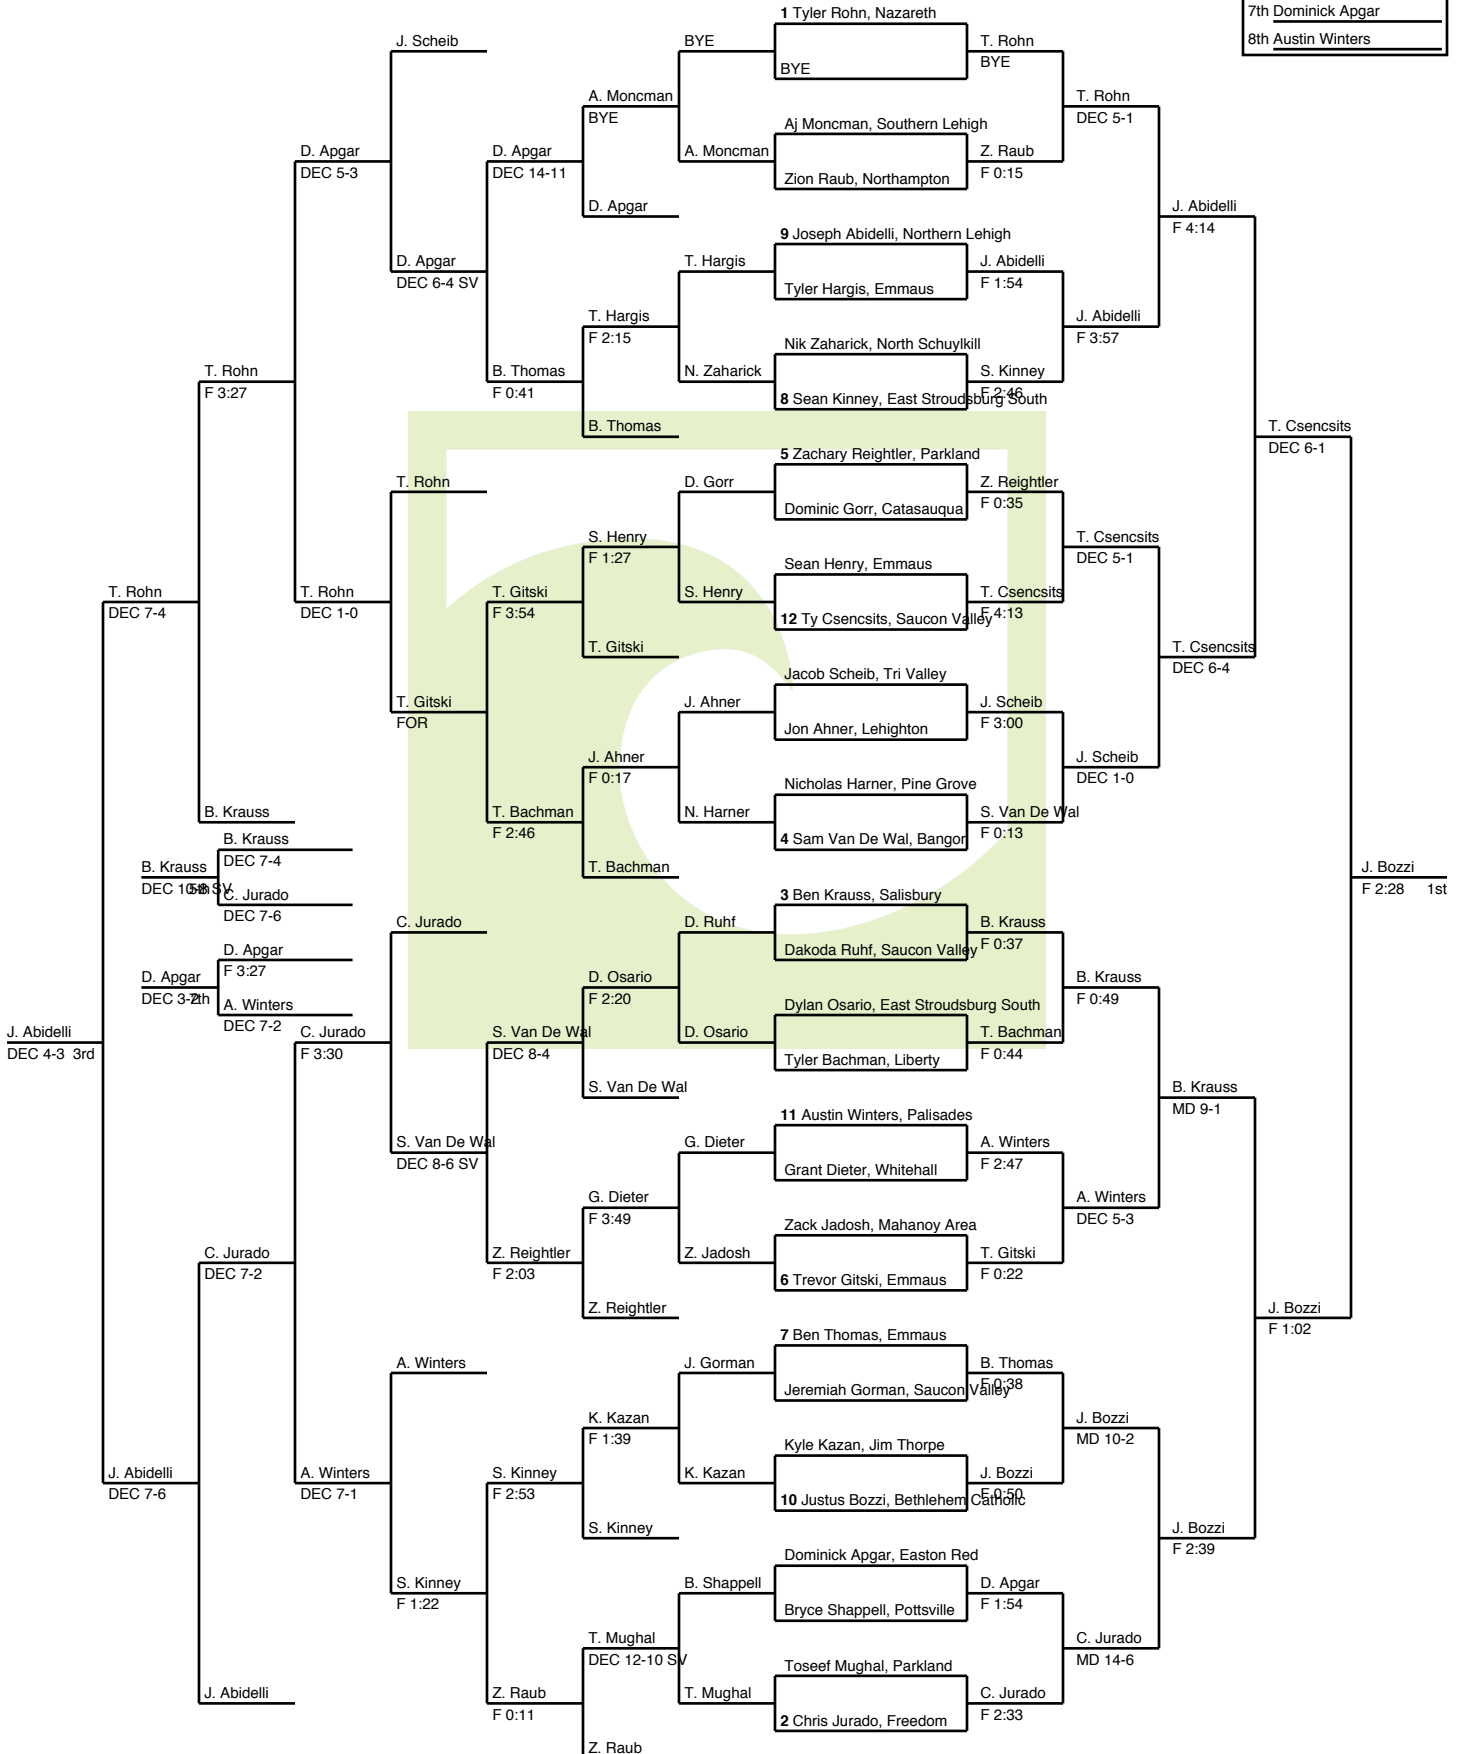 7th Dominick Apgar
8th Austin Winters
1 Tyler Rohn, Nazareth
J. Scheib
BYE
T. Rohn
BYE
BYE
A. Moncman
BYE
T. Rohn
DEC 5-1
Aj Moncman, Southern Lehigh
D. Apgar
DEC 5-3
D. Apgar
DEC 14-11
A. Moncman
Z. Raub
F 0:15
Zion Raub, Northampton
D. Apgar
J. Abidelli
F 4:14
9 Joseph Abidelli, Northern Lehigh
D. Apgar
DEC 6-4 SV
T. Hargis
J. Abidelli
F 1:54
Tyler Hargis, Emmaus
T. Hargis
F 2:15
J. Abidelli
F 3:57
Nik Zaharick, North Schuylkill
T. Rohn
F 3:27
B. Thomas
F 0:41
N. Zaharick
S. Kinney
F 2:46
8 Sean Kinney, East Stroudsburg South
B. Thomas
T. Csencsits
DEC 6-1
5 Zachary Reightler, Parkland
T. Rohn
D. Gorr
Z. Reightler
F 0:35
Dominic Gorr, Catasauqua
S. Henry
F 1:27
T. Csencsits
DEC 5-1
Sean Henry, Emmaus
T. Rohn
DEC 7-4
T. Rohn
DEC 1-0
T. Gitski
F 3:54
S. Henry
T. Csencsits
F 4:13
12 Ty Csencsits, Saucon Valley
T. Gitski
T. Csencsits
DEC 6-4
Jacob Scheib, Tri Valley
T. Gitski
FOR
J. Ahner
J. Scheib
F 3:00
Jon Ahner, Lehighton
J. Ahner
F 0:17
J. Scheib
DEC 1-0
Nicholas Harner, Pine Grove
B. Krauss
T. Bachman
F 2:46
N. Harner
S. Van De Wal
F 0:13
4 Sam Van De Wal, Bangor
B. Krauss
DEC 7-4
B. Krauss
DEC 10-8 SV
5th
T. Bachman
J. Bozzi
F 2:28 1st
C. Jurado
DEC 7-6
3 Ben Krauss, Salisbury
C. Jurado
D. Ruhf
B. Krauss
F 0:37
Dakoda Ruhf, Saucon Valley
D. Apgar
F 3:27
D. Apgar
7th
D. Osario
F 2:20
B. Krauss
F 0:49
A. Winters
DEC 7-2
Dylan Osario, East Stroudsburg South
J. Abidelli
DEC 4-3 3rd
C. Jurado
F 3:30
S. Van De Wal
DEC 8-4
D. Osario
T. Bachman
F 0:44
Tyler Bachman, Liberty
S. Van De Wal
B. Krauss
MD 9-1
11 Austin Winters, Palisades
S. Van De Wal
DEC 8-6 SV
G. Dieter
A. Winters
F 2:47
Grant Dieter, Whitehall
G. Dieter
F 3:49
A. Winters
DEC 5-3
Zack Jadosh, Mahanoy Area
C. Jurado
DEC 7-2
Z. Reightler
F 2:03
Z. Jadosh
T. Gitski
F 0:22
6 Trevor Gitski, Emmaus
Z. Reightler
J. Bozzi
F 1:02
7 Ben Thomas, Emmaus
A. Winters
J. Gorman
B. Thomas
F 0:38
Jeremiah Gorman, Saucon Valley
K. Kazan
F 1:39
J. Bozzi
MD 10-2
Kyle Kazan, Jim Thorpe
J. Abidelli
DEC 7-6
A. Winters
DEC 7-1
S. Kinney
F 2:53
K. Kazan
J. Bozzi
F 0:50
10 Justus Bozzi, Bethlehem Catholic
S. Kinney
J. Bozzi
F 2:39
Dominick Apgar, Easton Red
S. Kinney
F 1:22
B. Shappell
D. Apgar
F 1:54
Bryce Shappell, Pottsville
T. Mughal
DEC 12-10 SV
C. Jurado
MD 14-6
Toseef Mughal, Parkland
J. Abidelli
Z. Raub
F 0:11
T. Mughal
C. Jurado
F 2:33
2 Chris Jurado, Freedom
Z. Raub